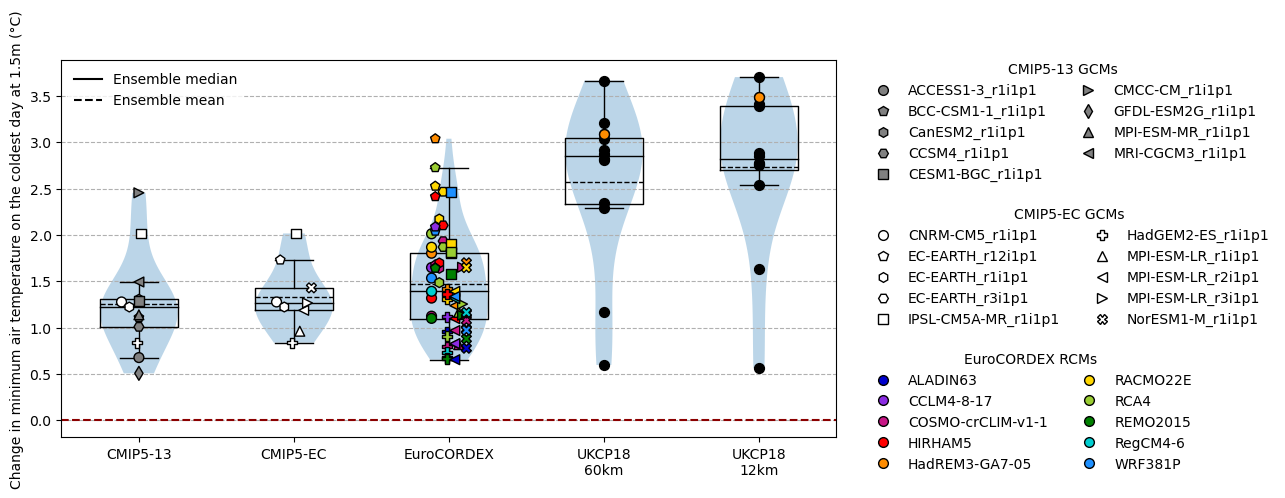 Change in minimum air temperature on the coldest day at 1.5m (°C)
Ensemble median
Ensemble mean
3.5
3.0
2.5
2.0
1.5
1.0
0.5
0.0
CMIP5-13
CMIP5-EC
EuroCORDEX
UKCP18
60km
UKCP18
12km
CMIP5-13 GCMs
ACCESS1-3_r1i1p1
BCC-CSM1-1_r1i1p1
CanESM2_r1i1p1
CCSM4_r1i1p1
CESM1-BGC_r1i1p1
CMCC-CM_r1i1p1
GFDL-ESM2G_r1i1p1
MPI-ESM-MR_r1i1p1
MRI-CGCM3_r1i1p1
CMIP5-EC GCMs
CNRM-CM5_r1i1p1
EC-EARTH_r12i1p1
EC-EARTH_r1i1p1
EC-EARTH_r3i1p1
IPSL-CM5A-MR_r1i1p1
HadGEM2-ES_r1i1p1
MPI-ESM-LR_r1i1p1
MPI-ESM-LR_r2i1p1
MPI-ESM-LR_r3i1p1
NorESM1-M_r1i1p1
EuroCORDEX RCMs
ALADIN63
CCLM4-8-17
COSMO-crCLIM-v1-1
HIRHAM5
HadREM3-GA7-05
RACMO22E
RCA4
REMO2015
RegCM4-6
WRF381P